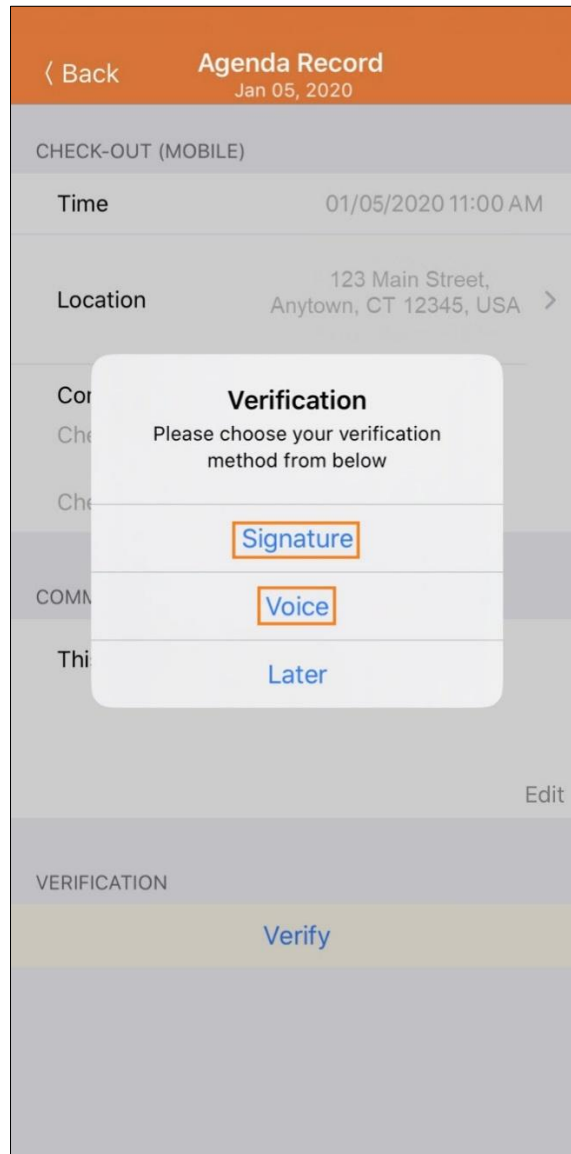 Back
Agenda Record
Jan 05, 2020
CHECK-OUT (MOBILE)
Time 01/05/2020 11:00 AM
Location 123 Main Street,
Anytown, CT 12345, USA
Verification
Please choose your verification
method from below
Signature
Voice
Later
Edit
VERIFICATION
Verify